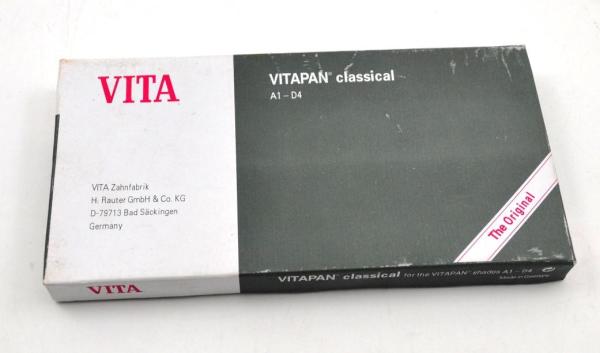 VITA
VITAPAN® classical
A1 – D4
VITA Zahnfabrik
H. Rauter GmbH & Co. KG
D-79713 Bad Säckingen
Germany
The Original
VITA
VITAPAN® classical for the VITAPAN® shades A1 – D4
Made in Germany